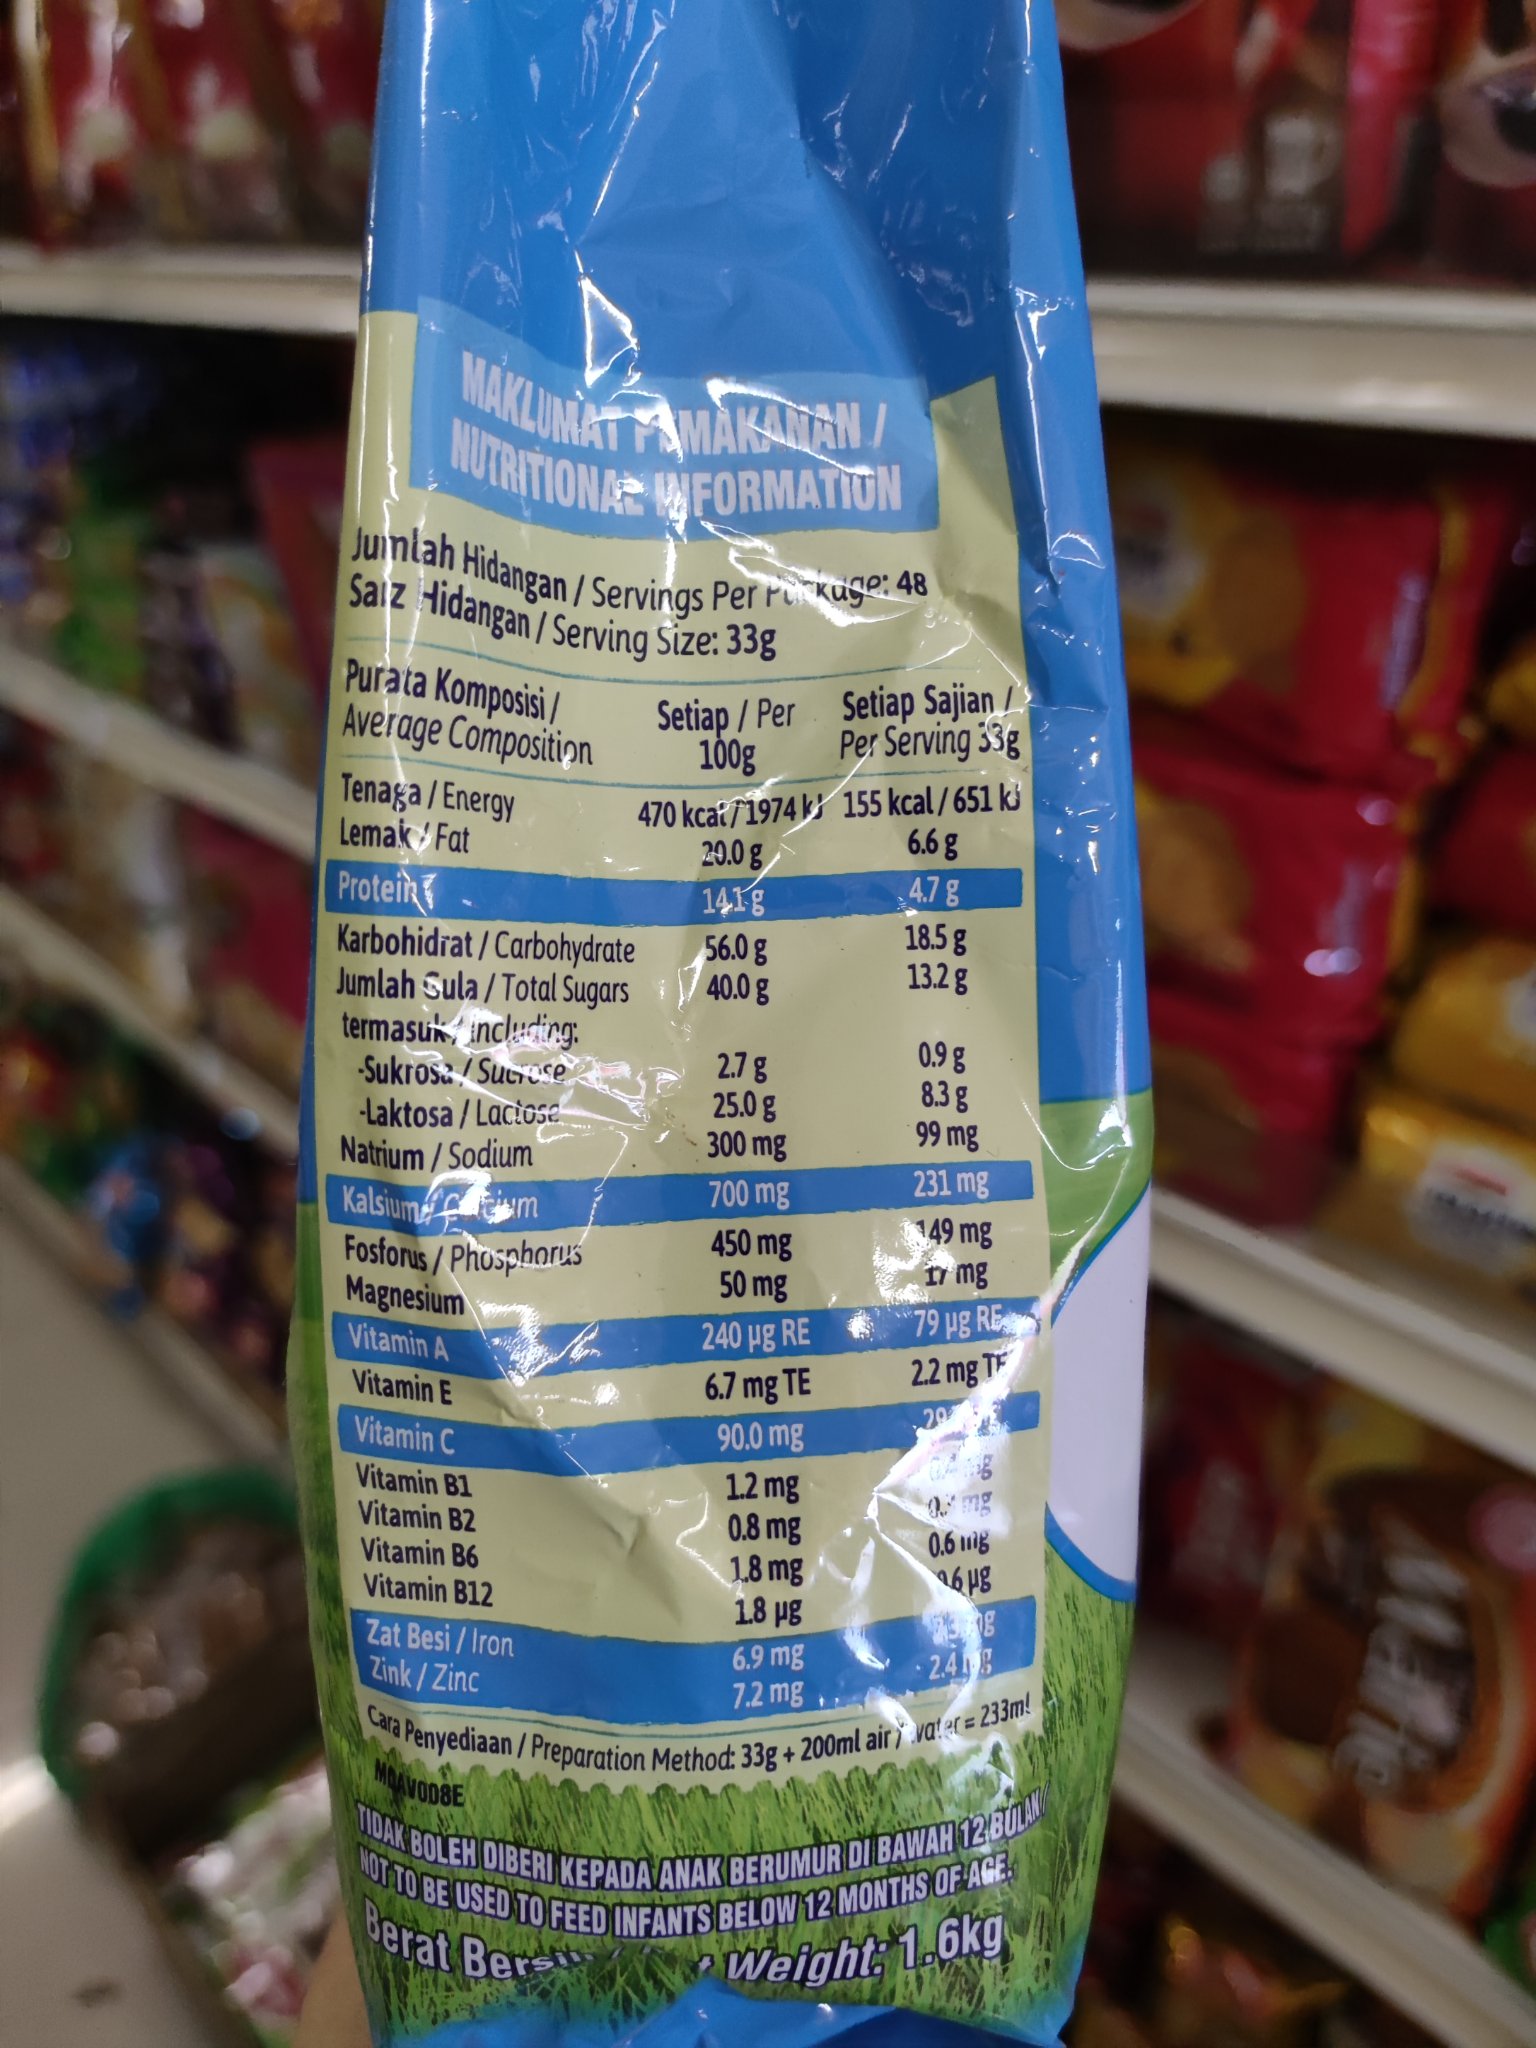 MAKLUMAT PEMAKANAN /
NUTRITIONAL INFORMATION
Jumlah Hidangan / Servings Per Package: 48
Saiz Hidangan / Serving Size: 33g
Purata Komposisi / Average Composition Setiap / Per 100g Setiap Sajian / Per Serving 33g
Tenaga / Energy 470 kcal / 1974 kJ 155 kcal / 651 kJ
Lemak / Fat 20.0 g 6.6 g
Protein 14.1 g 4.7 g
Karbohidrat / Carbohydrate 56.0 g 18.5 g
Jumlah Gula / Total Sugars 40.0 g 13.2 g
termasuk / including:
-Sukrosa / Sucrose 2.7 g 0.9 g
-Laktosa / Lactose 25.0 g 8.3 g
Natrium / Sodium 300 mg 99 mg
Kalsium / Calcium 700 mg 231 mg
Fosforus / Phosphorus 450 mg 149 mg
Magnesium 50 mg 17 mg
Vitamin A 240 µg RE 79 µg RE
Vitamin E 6.7 mg TE 2.2 mg TE
Vitamin C 90.0 mg
Vitamin B1 1.2 mg mg
Vitamin B2 0.8 mg mg
Vitamin B6 1.8 mg 0.6 mg
Vitamin B12 1.8 µg 0.6 µg
Zat Besi / Iron 6.9 mg
Zink / Zinc 7.2 mg 2.4 mg
Cara Penyediaan / Preparation Method: 33g + 200ml air / water = 233ml
TIDAK BOLEH DIBERI KEPADA ANAK BERUMUR DI BAWAH 12 BULAN /
NOT TO BE USED TO FEED INFANTS BELOW 12 MONTHS OF AGE.
Berat Bersih / Net Weight: 1.6kg